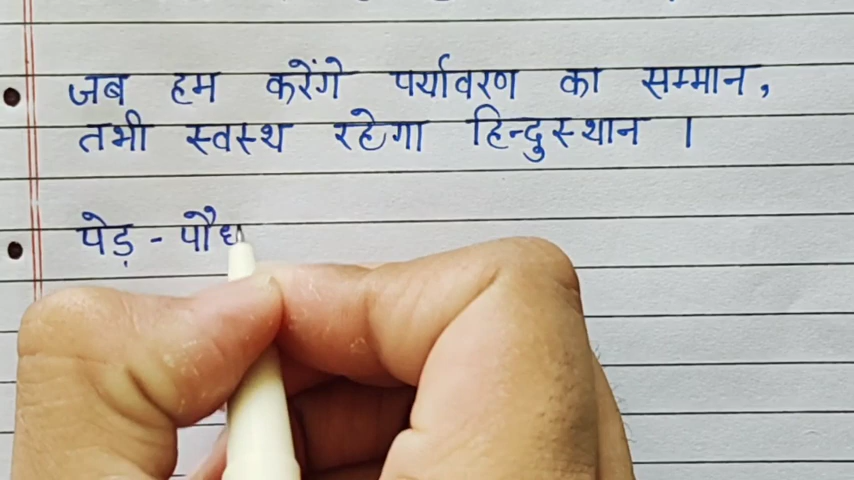 जब हम करेंगे पर्यावरण का सम्मान,
तभी स्वस्थ रहेगा हिन्दुस्थान ।
पेड़ - पौध